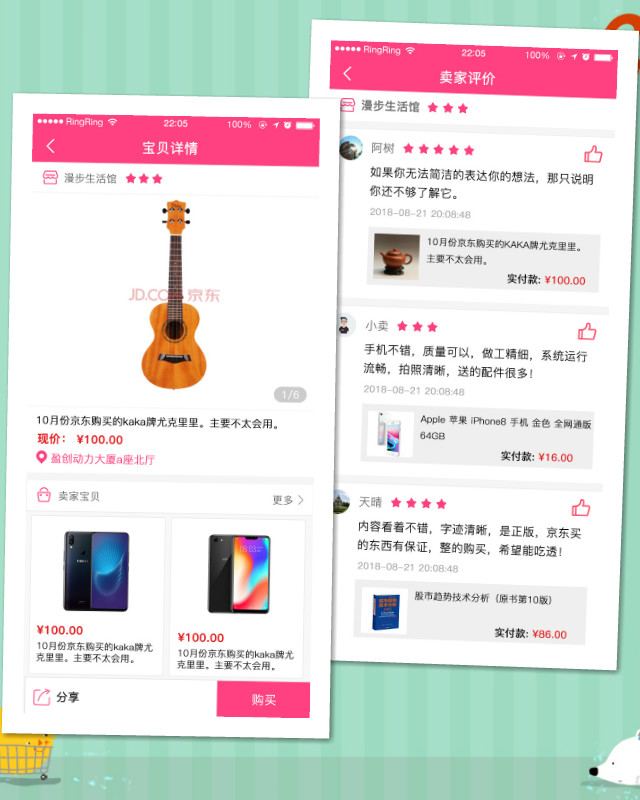 ●●●●● RingRing
22:05
100%
宝贝详情
漫步生活馆
JD.COM 京东
1/6
10月份京东购买的kaka牌尤克里里。主要不太会用。
现价： ¥100.00
盈创动力大厦a座北厅
卖家宝贝
更多
¥100.00
10月份京东购买的kaka牌尤
克里里。主要不太会用。
¥100.00
10月份京东购买的kaka牌尤
克里里。主要不太会用。
分享
购买
●●●●● RingRing
22:05
100%
卖家评价
漫步生活馆
阿树
如果你无法简洁的表达你的想法，那只说明
你还不够了解它。
2018-08-21 20:08:48
10月份京东购买的KAKA牌尤克里里。
主要不太会用。
实付款: ¥100.00
小卖
手机不错，质量可以，做工精细，系统运行
流畅，拍照清晰，送的配件很多！
2018-08-21 20:08:48
Apple 苹果 iPhone8 手机 金色 全网通版
64GB
实付款: ¥16.00
天晴
内容看着不错，字迹清晰，是正版，京东买
的东西有保证，整的购买，希望能吃透！
2018-08-21 20:08:48
股市趋势技术分析（原书第10版）
实付款: ¥86.00